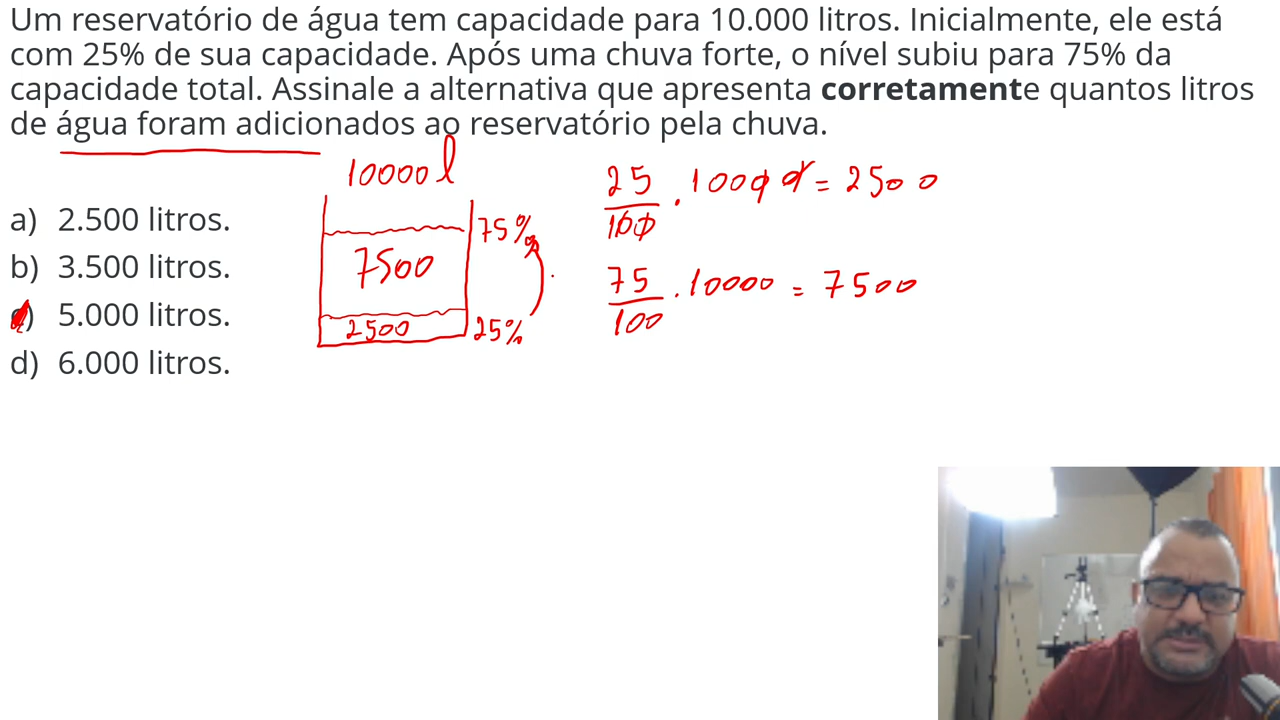 Um reservatório de água tem capacidade para 10.000 litros. Inicialmente, ele está
com 25% de sua capacidade. Após uma chuva forte, o nível subiu para 75% da
capacidade total. Assinale a alternativa que apresenta corretamente quantos litros
de água foram adicionados ao reservatório pela chuva.
10000 l
25/100 . 10000 = 2500
a) 2.500 litros.
75%
b) 3.500 litros.
7500
75/100 . 10000 = 7500
) 5.000 litros.
2500
25%
d) 6.000 litros.